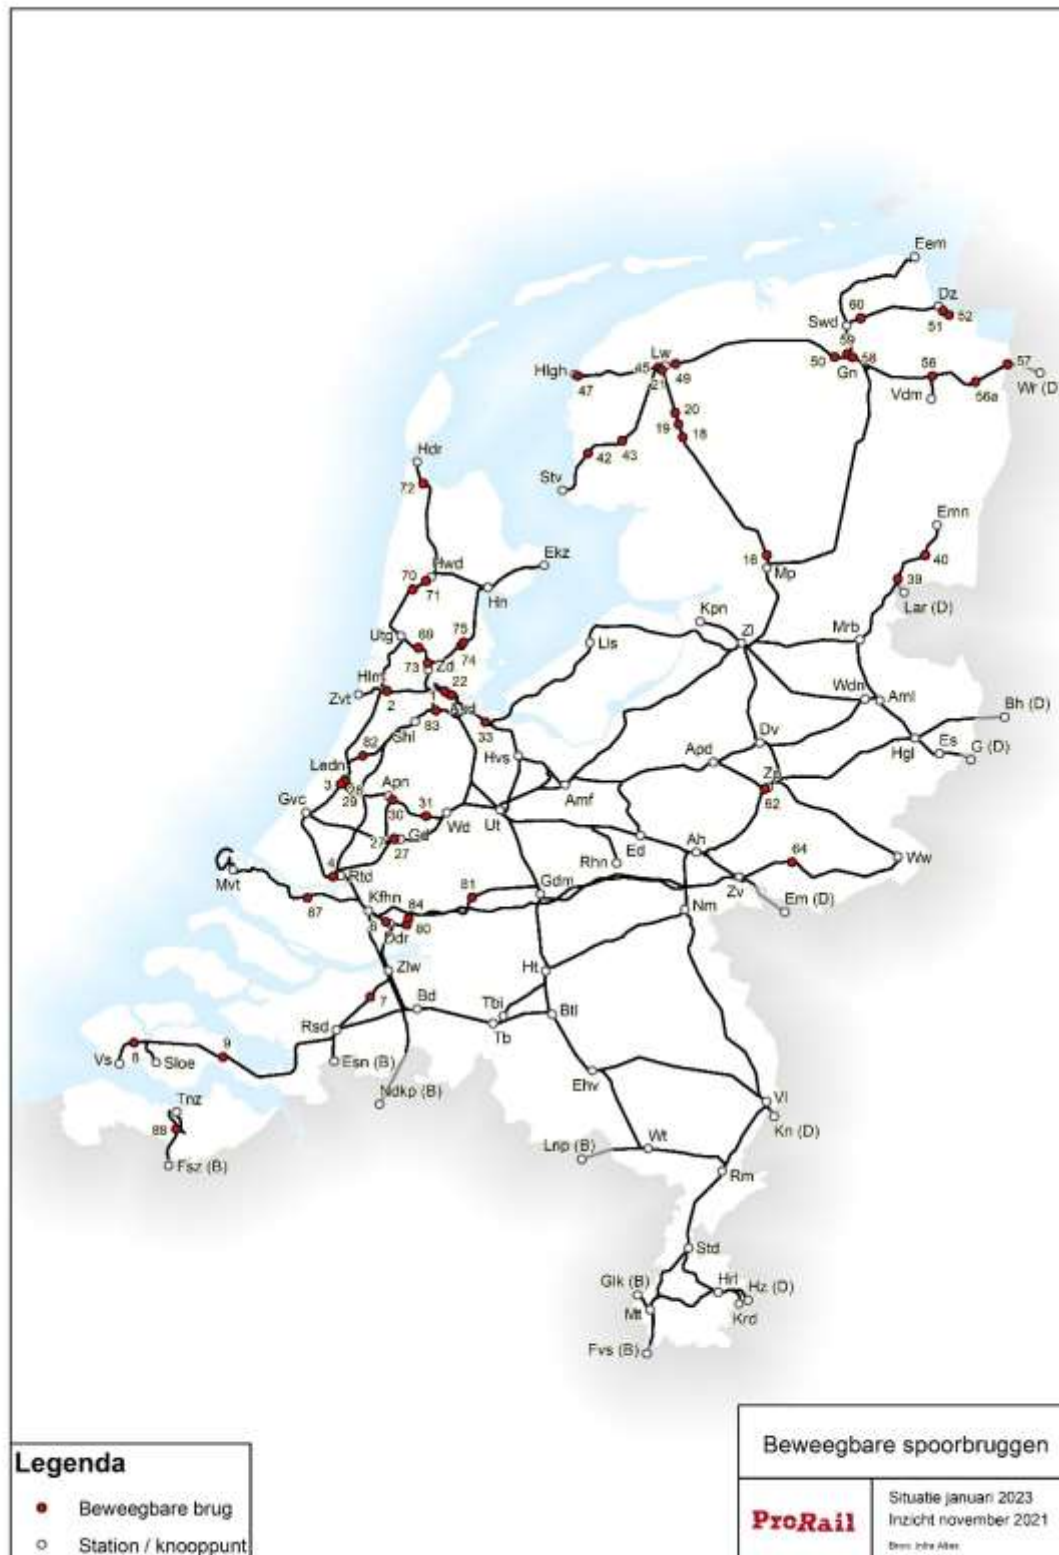 Eem
60
Dz
Swd
51
52
59
50
58
Gn
56
57
Wr (D)
56a
Vdm
Lw
45
49
21
Hlgh
47
20
19
18
43
42
Stv
Hdr
72
Emn
40
39
Lar (D)
16
Mp
Ekz
Hwd
70
71
Hn
Kpn
Zl
Mrb
Utg
69
75
74
73
Zd
Lls
Hlm
2
Zvt
22
1
Asd
83
33
Shl
Wdn
Aml
Bh (D)
Dv
Hgl
Es
G (D)
82
Ledn
3
28
29
Hvs
Apd
Zp
62
Apn
30
31
Amf
Gvc
Wd
Ut
27
Gd
27
Ed
Ah
64
Ww
Rhn
4
Rtd
Mvt
87
Kfhn
84
81
Gdm
Zv
Em (D)
Nm
80
Ddr
Zlw
7
Ht
Bd
Tbi
Tb
Btl
Rsd
Vs
8
9
Sloe
Esn (B)
Ndkp (B)
Ehv
Vl
Kn (D)
Tnz
88
Fsz (B)
Wt
Rm
Std
Glk (B)
Hrl
Hz (D)
Krd
Mt
Fvs (B)
Legenda
Beweegbare brug
Station / knooppunt
Beweegbare spoorbruggen
ProRail
Situatie januari 2023
Inzicht november 2021
Bron: Infra Atlas